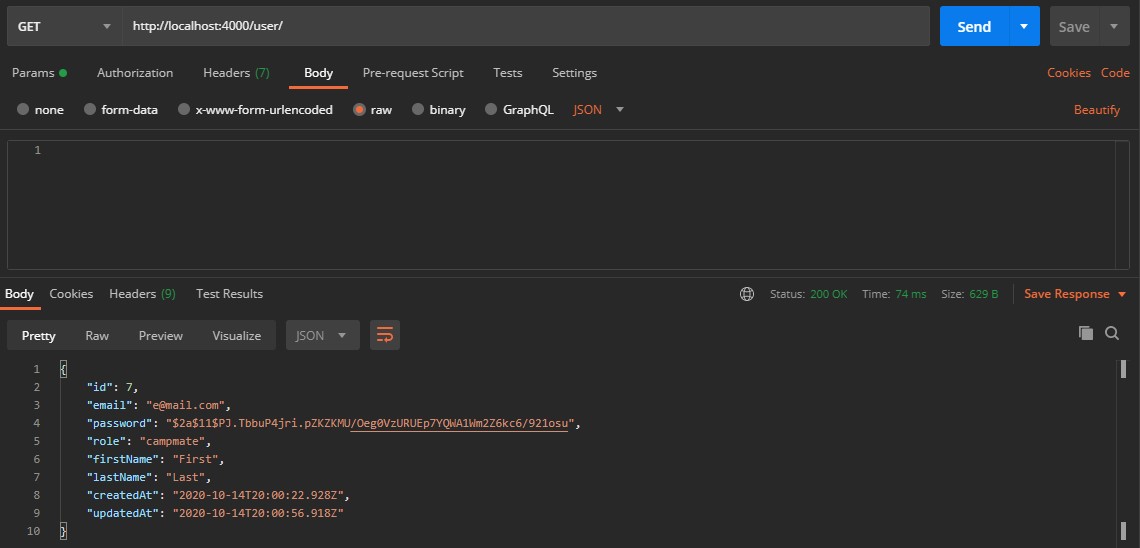 GET http://localhost:4000/user/ Send Save
Params Authorization Headers (7) Body Pre-request Script Tests Settings Cookies Code
none form-data x-www-form-urlencoded raw binary GraphQL JSON Beautify
1
Body Cookies Headers (9) Test Results Status: 200 OK Time: 74 ms Size: 629 B Save Response
Pretty Raw Preview Visualize JSON
1 {
2 "id": 7,
3 "email": "e@mail.com",
4 "password": "$2a$11$PJ.TbbuP4jri.pZKZKMU/Oeg0VzURUEp7YQWA1Wm2Z6kc6/921osu",
5 "role": "campmate",
6 "firstName": "First",
7 "lastName": "Last",
8 "createdAt": "2020-10-14T20:00:22.928Z",
9 "updatedAt": "2020-10-14T20:00:56.918Z"
10 }